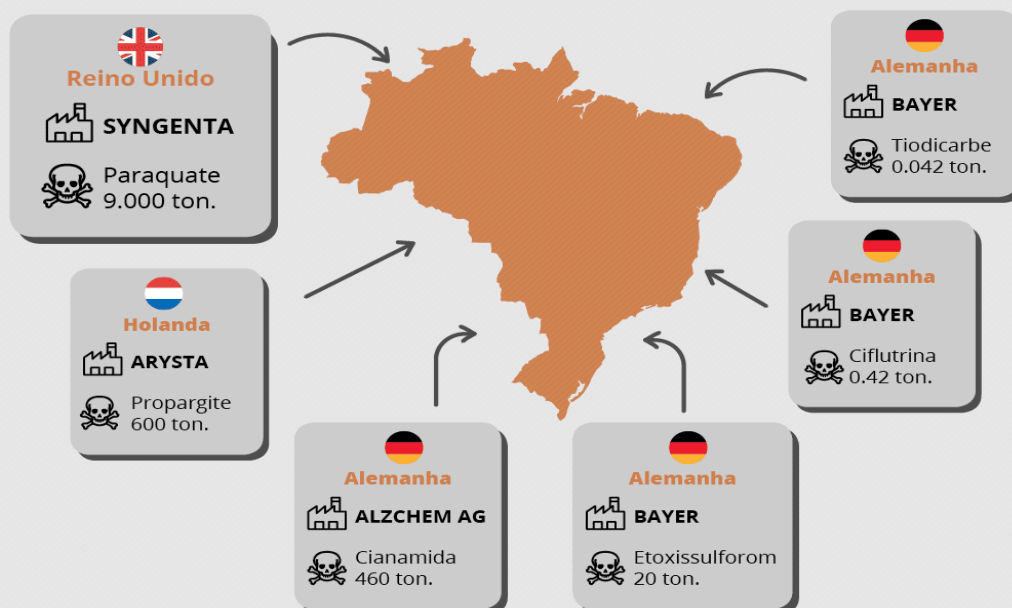 Reino Unido
SYNGENTA
Paraquate
9.000 ton.
Alemanha
BAYER
Tiodicarbe
0.042 ton.
Holanda
ARYSTA
Propargite
600 ton.
Alemanha
BAYER
Ciflutrina
0.42 ton.
Alemanha
ALZCHEM AG
Cianamida
460 ton.
Alemanha
BAYER
Etoxissulforom
20 ton.